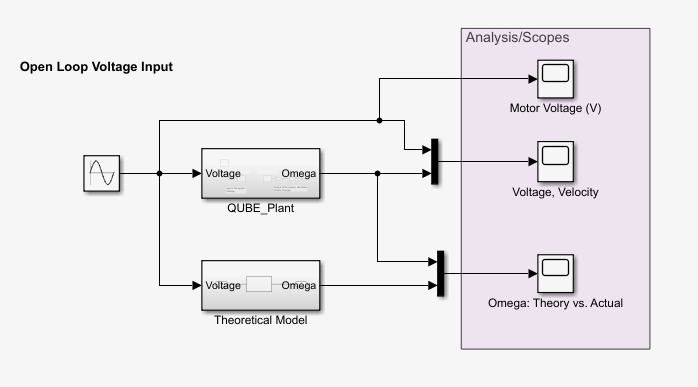 Analysis/Scopes
Open Loop Voltage Input
Motor Voltage (V)
Voltage Omega
QUBE_Plant
Voltage, Velocity
Voltage Omega
Theoretical Model
Omega: Theory vs. Actual